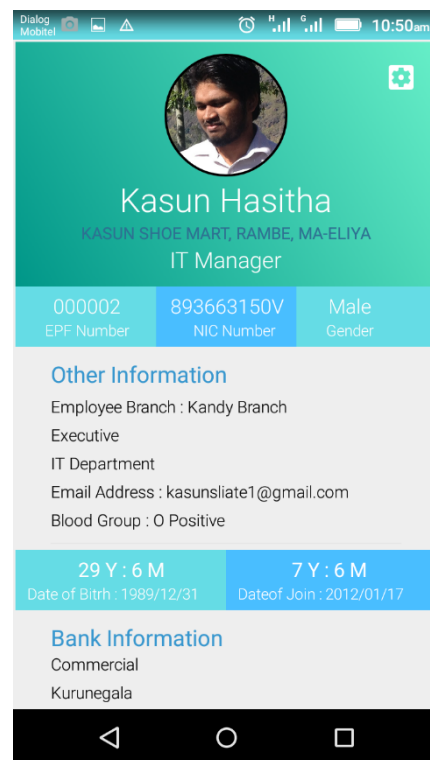 Dialog
Mobitel
H
G
10:50am
Kasun Hasitha
KASUN SHOE MART, RAMBE, MA-ELIYA
IT Manager
000002 893663150V Male
EPF Number NIC Number Gender
Other Information
Employee Branch : Kandy Branch
Executive
IT Department
Email Address : kasunsliate1@gmail.com
Blood Group : O Positive
29 Y : 6 M 7 Y : 6 M
Date of Bitrh : 1989/12/31 Dateof Join : 2012/01/17
Bank Information
Commercial
Kurunegala